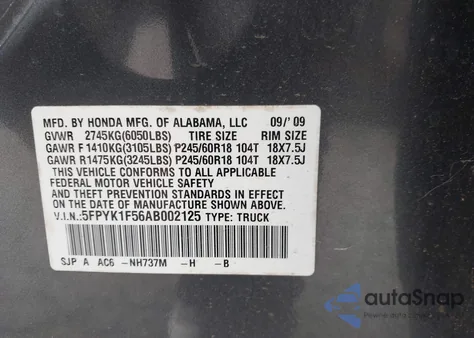 MFD. BY HONDA MFG. OF ALABAMA, LLC 09/'09
GVWR 2745KG(6050LBS) TIRE SIZE RIM SIZE
GAWR F 1410KG(3105LBS) P245/60R18 104T 18X7.5J
GAWR R 1475KG(3245LBS) P245/60R18 104T 18X7.5J
THIS VEHICLE CONFORMS TO ALL APPLICABLE
FEDERAL MOTOR VEHICLE SAFETY
AND THEFT PREVENTION STANDARDS IN EFFECT
ON THE DATE OF MANUFACTURE SHOWN ABOVE.
V.I.N.:5FPYK1F56AB002125 TYPE: TRUCK
SJP A AC6 -NH737M -H -B
autoSnap